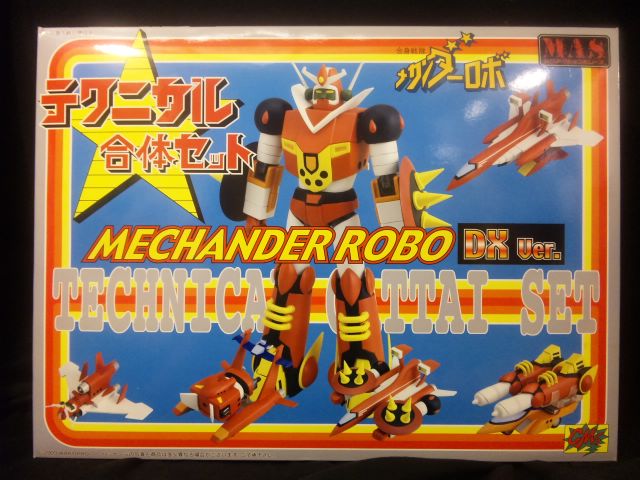 テクニカル
合体セット
合身戦隊
メカンダーロボ
M.A.S
MECHANDER ROBO DX Ver.
TECHNICAL GATTAI SET
CM's